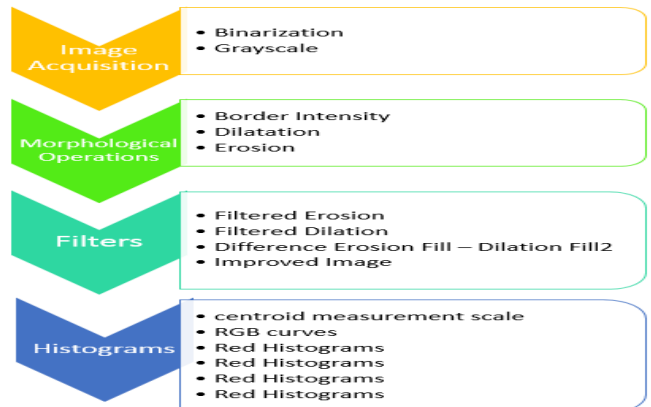 Image
Acquisition
• Binarization
• Grayscale
Morphological
Operations
• Border Intensity
• Dilatation
• Erosion
Filters
• Filtered Erosion
• Filtered Dilation
• Difference Erosion Fill – Dilation Fill2
• Improved Image
Histograms
• centroid measurement scale
• RGB curves
• Red Histograms
• Red Histograms
• Red Histograms
• Red Histograms